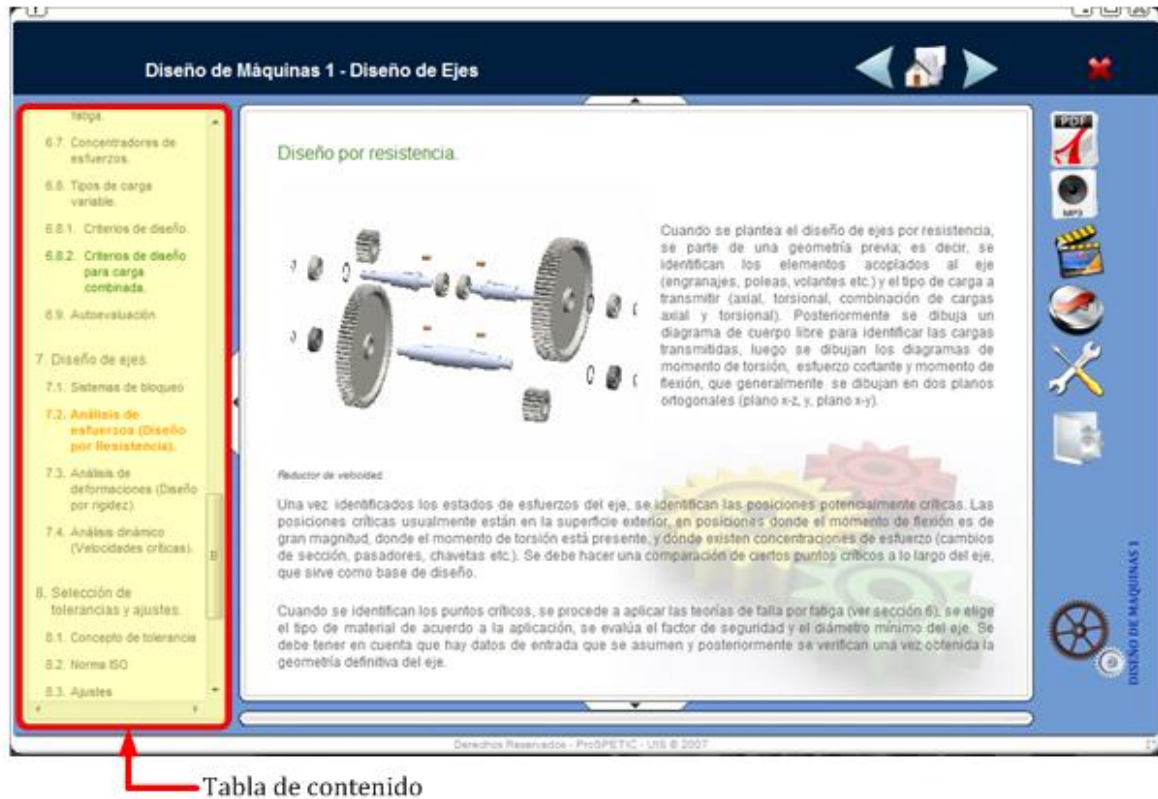 Diseño de Máquinas 1 - Diseño de Ejes
fatiga.
6.7. Concentradores de
esfuerzos.
6.8. Tipos de carga
variable.
6.8.1. Criterios de diseño.
6.8.2. Criterios de diseño
para carga
combinada.
6.9. Autoevaluación
7. Diseño de ejes.
7.1. Sistemas de bloqueo
7.2. Análisis de
esfuerzos (Diseño
por Resistencia).
7.3. Análisis de
deformaciones (Diseño
por rigidez)
7.4. Análisis dinámico
(Velocidades críticas).
8. Selección de
tolerancias y ajustes.
8.1. Concepto de tolerancia
8.2. Norma ISO
8.3. Ajustes
Diseño por resistencia.
Cuando se plantea el diseño de ejes por resistencia,
se parte de una geometría previa; es decir, se
identifican los elementos acoplados al eje
(engranajes, poleas, volantes etc.) y el tipo de carga a
transmitir (axial, torsional, combinación de cargas
axial y torsional). Posteriormente se dibuja un
diagrama de cuerpo libre para identificar las cargas
transmitidas, luego se dibujan los diagramas de
momento de torsión, esfuerzo cortante y momento de
flexión, que generalmente se dibujan en dos planos
ortogonales (plano x-z, y, plano x-y).
Reductor de velocidad.
Una vez identificados los estados de esfuerzos del eje, se identifican las posiciones potencialmente críticas. Las
posiciones críticas usualmente están en la superficie exterior, en posiciones donde el momento de flexión es de
gran magnitud, donde el momento de torsión está presente, y dónde existen concentraciones de esfuerzo (cambios
de sección, pasadores, chavetas etc.). Se debe hacer una comparación de ciertos puntos críticos a lo largo del eje,
que sirve como base de diseño.
Cuando se identifican los puntos críticos, se procede a aplicar las teorías de falla por fatiga (ver sección 6), se elige
el tipo de material de acuerdo a la aplicación, se evalúa el factor de seguridad y el diámetro mínimo del eje. Se
debe tener en cuenta que hay datos de entrada que se asumen y posteriormente se verifican una vez obtenida la
geometría definitiva del eje.
PDF
MP3
DISEÑO DE MAQUINAS 1
Derechos Reservados - ProSPETIC - UIS © 2007
Tabla de contenido